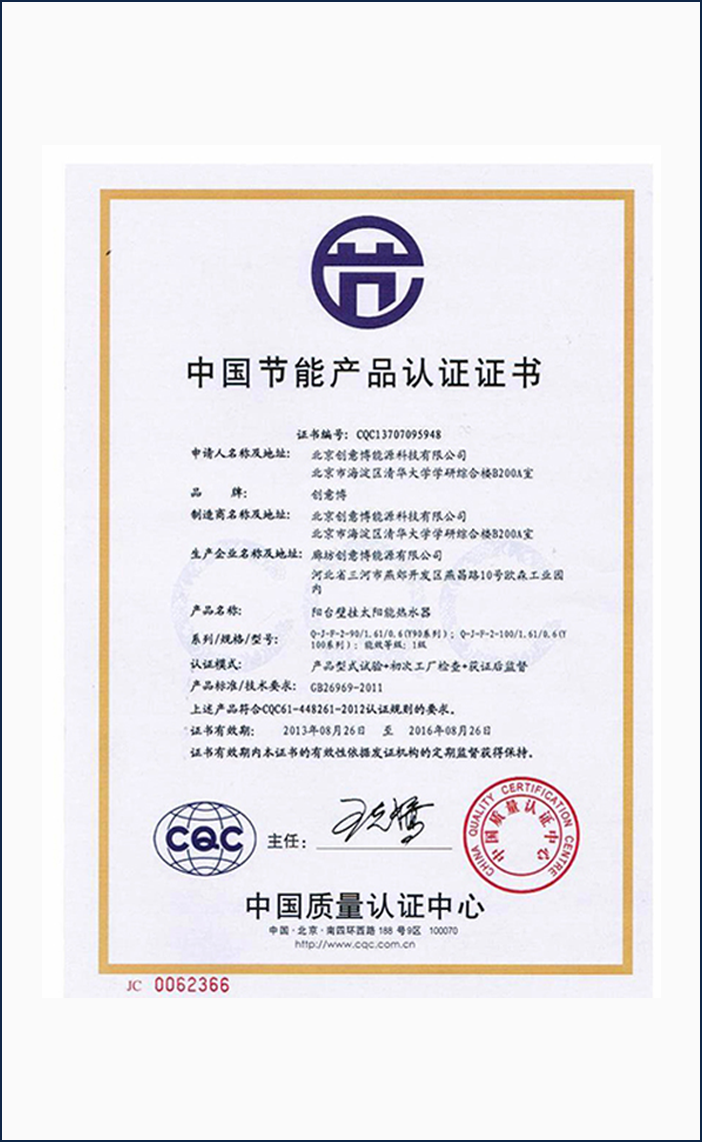 中国节能产品认证证书
证书编号: CQC13707095948
申请人名称及地址: 北京创意博能源科技有限公司
北京市海淀区清华大学学研综合楼B200A室
品 牌: 创意博
制造商名称及地址: 北京创意博能源科技有限公司
北京市海淀区清华大学学研综合楼B200A室
生产企业名称及地址: 廊坊创意博能源有限公司
河北省三河市燕郊开发区燕昌路10号欧森工业园
内
产品名称: 阳台壁挂太阳能热水器
系列/规格/型号: Q-J-F-2-90/1.61/0.6(Y90系列); Q-J-F-2-100/1.61/0.6(Y
100系列); 能效等级: 1级
认证模式: 产品型式试验+初次工厂检查+获证后监督
产品标准/技术要求: GB26969-2011
上述产品符合CQC61-448261-2012认证规则的要求。
证书有效期: 2013年08月26日 至 2016年08月26日
证书有效期内本证书的有效性依据发证机构的定期监督获得保持。
CQC
主任:
CHINA QUALITY CERTIFICATION CENTRE
中国质量认证中心
中国质量认证中心
中国·北京·南四环西路 188 号9区 100070
http://www.cqc.com.cn
JC 0062366